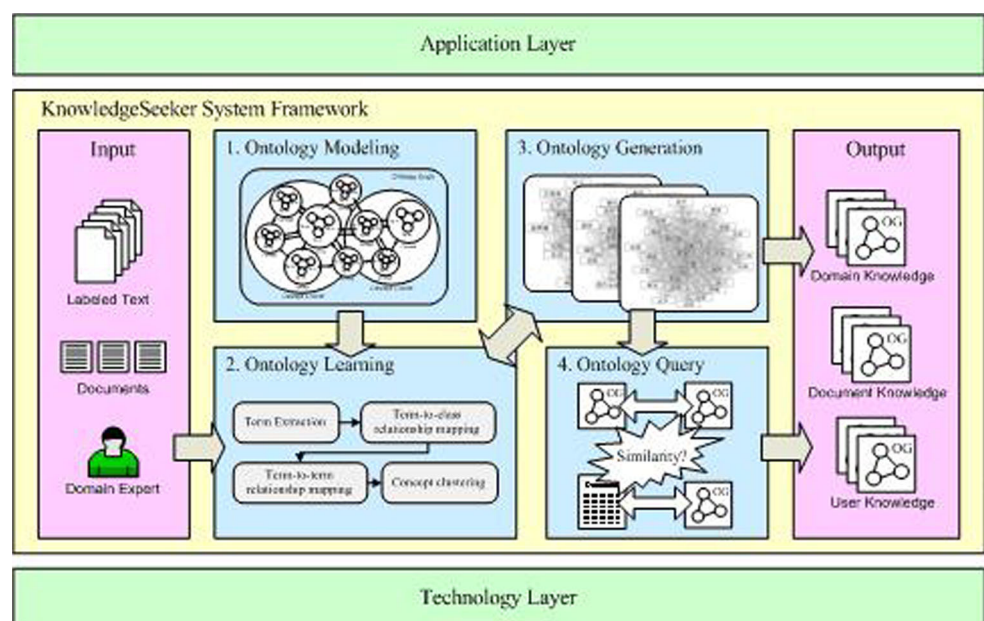 Application Layer
KnowledgeSeeker System Framework
Input
Labeled Text
Documents
Domain Expert
1. Ontology Modeling
2. Ontology Learning
Term Extraction
Term-to-class
relationship mapping
Term-to-term
relationship mapping
Concept clustering
3. Ontology Generation
4. Ontology Query
OG
OG
Similarity?
OG
Output
OG
Domain Knowledge
OG
Document Knowledge
OG
User Knowledge
Technology Layer